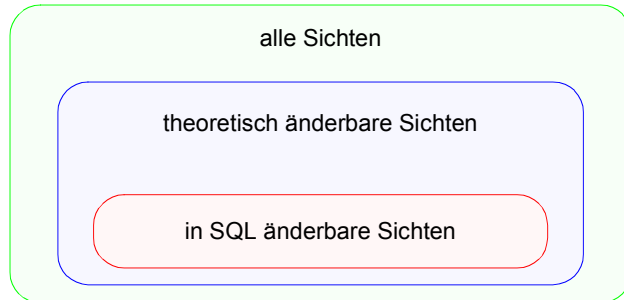 alle Sichten
theoretisch änderbare Sichten
in SQL änderbare Sichten